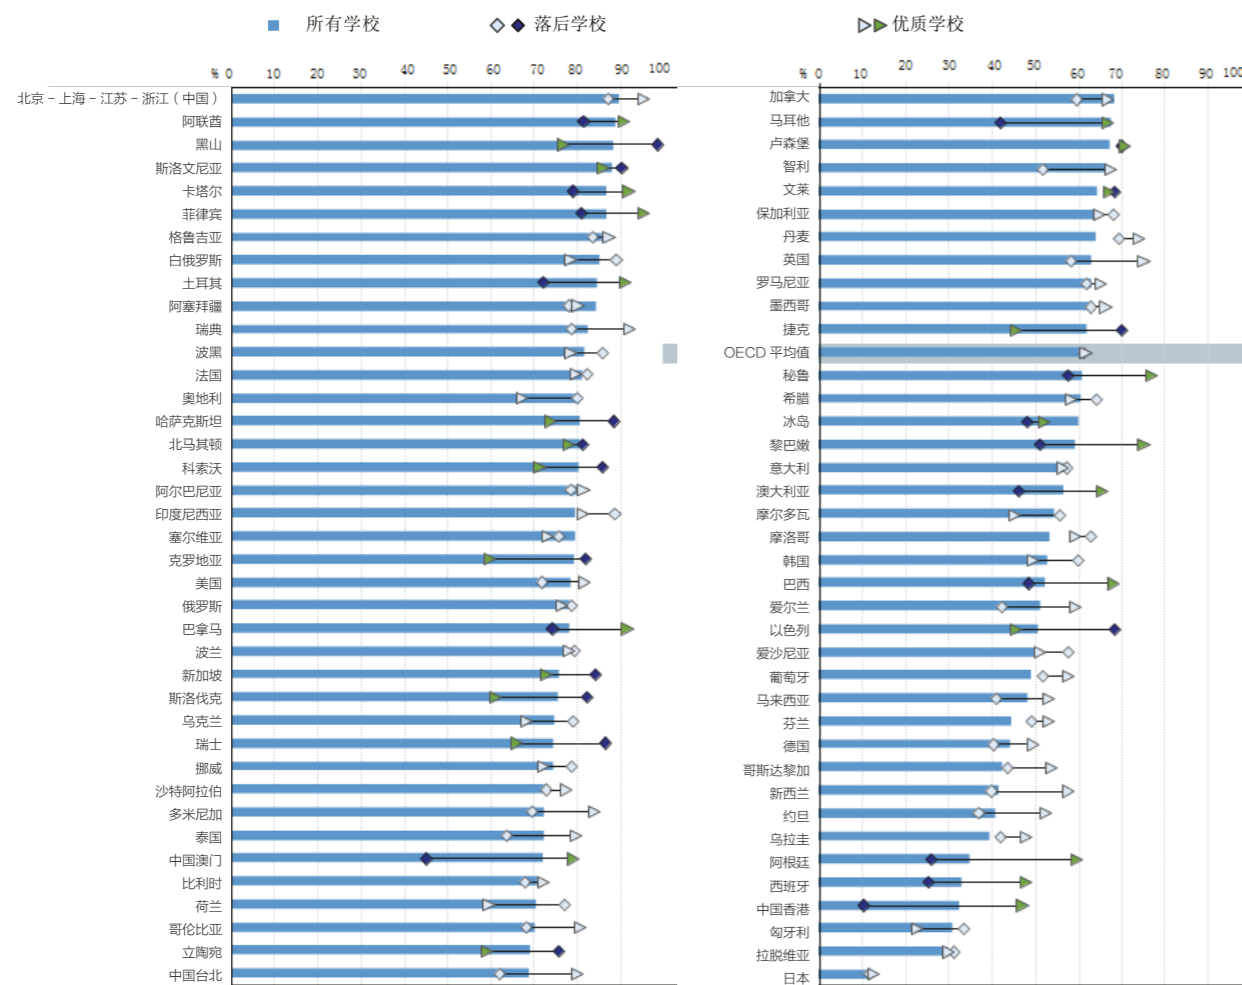 所有学校 落后学校 优质学校
% 0 10 20 30 40 50 60 70 80 90 100
北京－上海－江苏－浙江（中国）
阿联酋
黑山
斯洛文尼亚
卡塔尔
菲律宾
格鲁吉亚
白俄罗斯
土耳其
阿塞拜疆
瑞典
波黑
法国
奥地利
哈萨克斯坦
北马其顿
科索沃
阿尔巴尼亚
印度尼西亚
塞尔维亚
克罗地亚
美国
俄罗斯
巴拿马
波兰
新加坡
斯洛伐克
乌克兰
瑞士
挪威
沙特阿拉伯
多米尼加
泰国
中国澳门
比利时
荷兰
哥伦比亚
立陶宛
中国台北
% 0 10 20 30 40 50 60 70 80 90 100
加拿大
马耳他
卢森堡
智利
文莱
保加利亚
丹麦
英国
罗马尼亚
墨西哥
捷克
OECD 平均值
秘鲁
希腊
冰岛
黎巴嫩
意大利
澳大利亚
摩尔多瓦
摩洛哥
韩国
巴西
爱尔兰
以色列
爱沙尼亚
葡萄牙
马来西亚
芬兰
德国
哥斯达黎加
新西兰
约旦
乌拉圭
阿根廷
西班牙
中国香港
匈牙利
拉脱维亚
日本